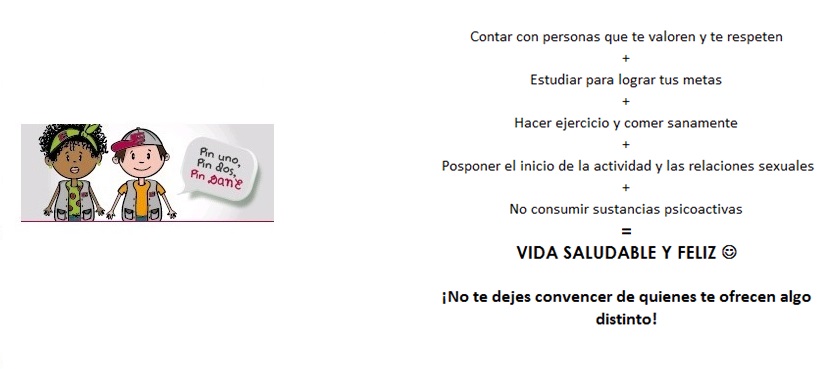 Pin uno,
Pin dos,
Pin DANE
Contar con personas que te valoren y te respeten
+
Estudiar para lograr tus metas
+
Hacer ejercicio y comer sanamente
+
Posponer el inicio de la actividad y las relaciones sexuales
+
No consumir sustancias psicoactivas
=
VIDA SALUDABLE Y FELIZ ☺
¡No te dejes convencer de quienes te ofrecen algo
distinto!